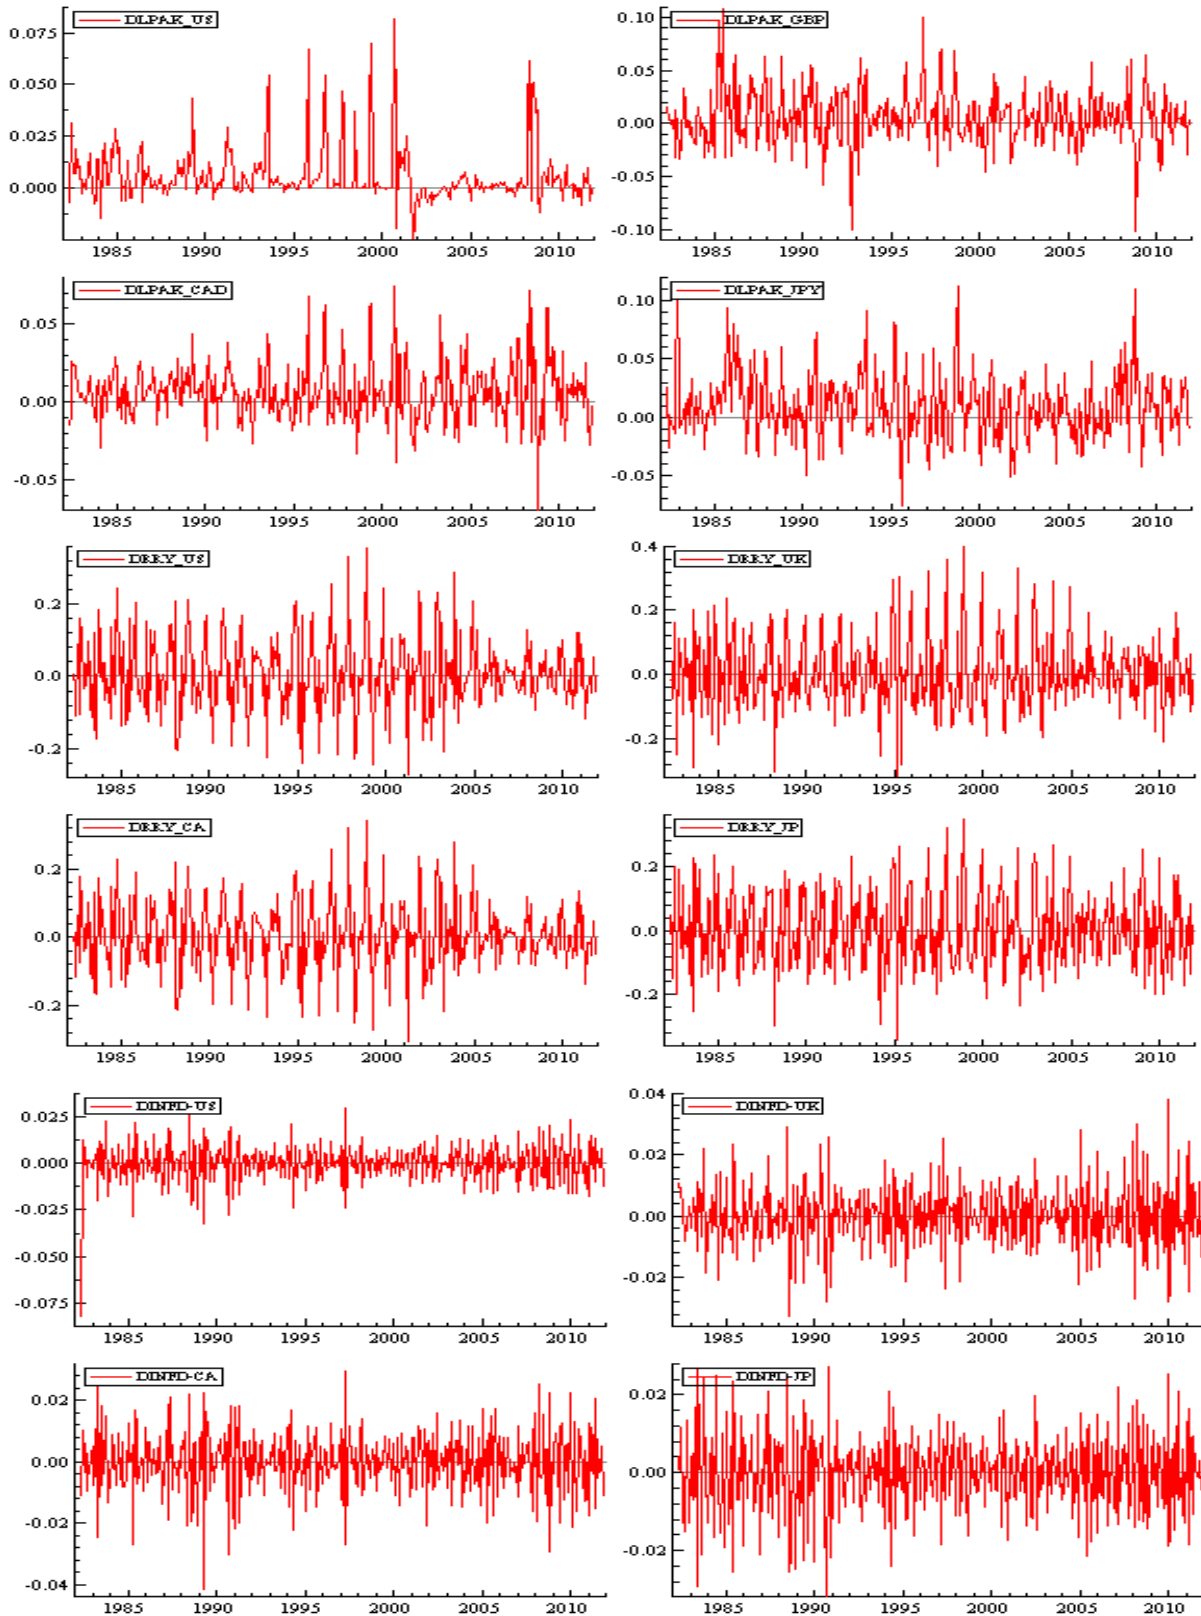 DLPAK_US
0.075
0.050
0.025
0.000
1985 1990 1995 2000 2005 2010
DLPAK_GBP
0.10
0.05
0.00
-0.05
-0.10
1985 1990 1995 2000 2005 2010
DLPAK_CAD
0.05
0.00
-0.05
1985 1990 1995 2000 2005 2010
DLPAK_JPY
0.10
0.05
0.00
-0.05
1985 1990 1995 2000 2005 2010
DRRY_US
0.2
0.0
-0.2
1985 1990 1995 2000 2005 2010
DRRY_UK
0.4
0.2
0.0
-0.2
1985 1990 1995 2000 2005 2010
DRRY_CA
0.2
0.0
-0.2
1985 1990 1995 2000 2005 2010
DRRY_JP
0.2
0.0
-0.2
1985 1990 1995 2000 2005 2010
DINFD-US
0.025
0.000
-0.025
-0.050
-0.075
1985 1990 1995 2000 2005 2010
DINFD-UK
0.04
0.02
0.00
-0.02
1985 1990 1995 2000 2005 2010
DINFD-CA
0.02
0.00
-0.02
-0.04
1985 1990 1995 2000 2005 2010
DINFD-JP
0.02
0.00
-0.02
1985 1990 1995 2000 2005 2010